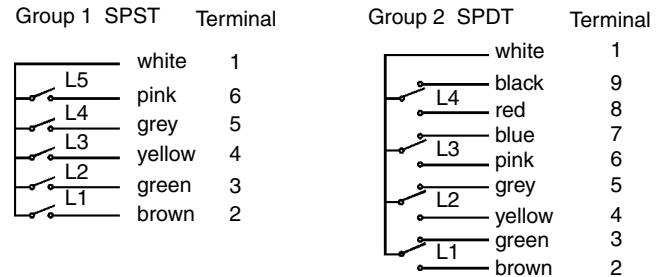 Group 1 SPST Terminal
white 1
L5
pink 6
L4
grey 5
L3
yellow 4
L2
green 3
L1
brown 2
Group 2 SPDT Terminal
white 1
black 9
L4
red 8
blue 7
L3
pink 6
grey 5
L2
yellow 4
green 3
L1
brown 2